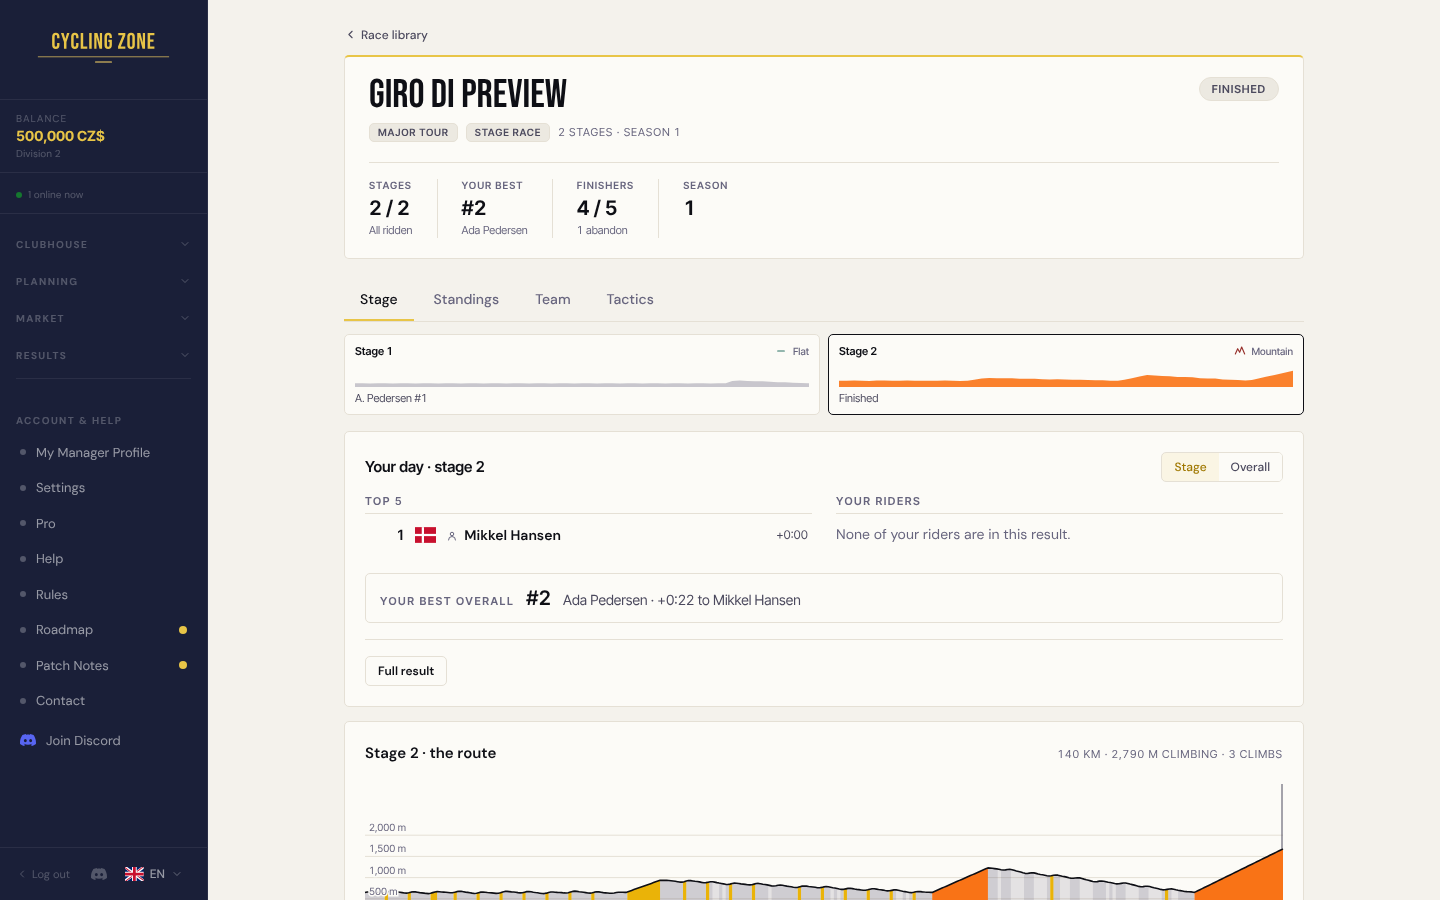 CYCLING ZONE
BALANCE
500,000 CZ$
Division 2
1 online now
CLUBHOUSE
PLANNING
MARKET
RESULTS
ACCOUNT & HELP
My Manager Profile
Settings
Pro
Help
Rules
Roadmap
Patch Notes
Contact
Join Discord
Log out
EN
Race library
GIRO DI PREVIEW
FINISHED
MAJOR TOUR STAGE RACE 2 STAGES · SEASON 1
STAGES YOUR BEST FINISHERS SEASON
2 / 2 #2 4 / 5 1
All ridden Ada Pedersen 1 abandon
Stage Standings Team Tactics
Stage 1 Flat
A. Pedersen #1
Stage 2 Mountain
Finished
Your day · stage 2
Stage Overall
TOP 5
1 Mikkel Hansen +0:00
YOUR RIDERS
None of your riders are in this result.
YOUR BEST OVERALL #2 Ada Pedersen · +0:22 to Mikkel Hansen
Full result
Stage 2 · the route
140 KM · 2,790 M CLIMBING · 3 CLIMBS
2,000 m
1,500 m
1,000 m
500 m